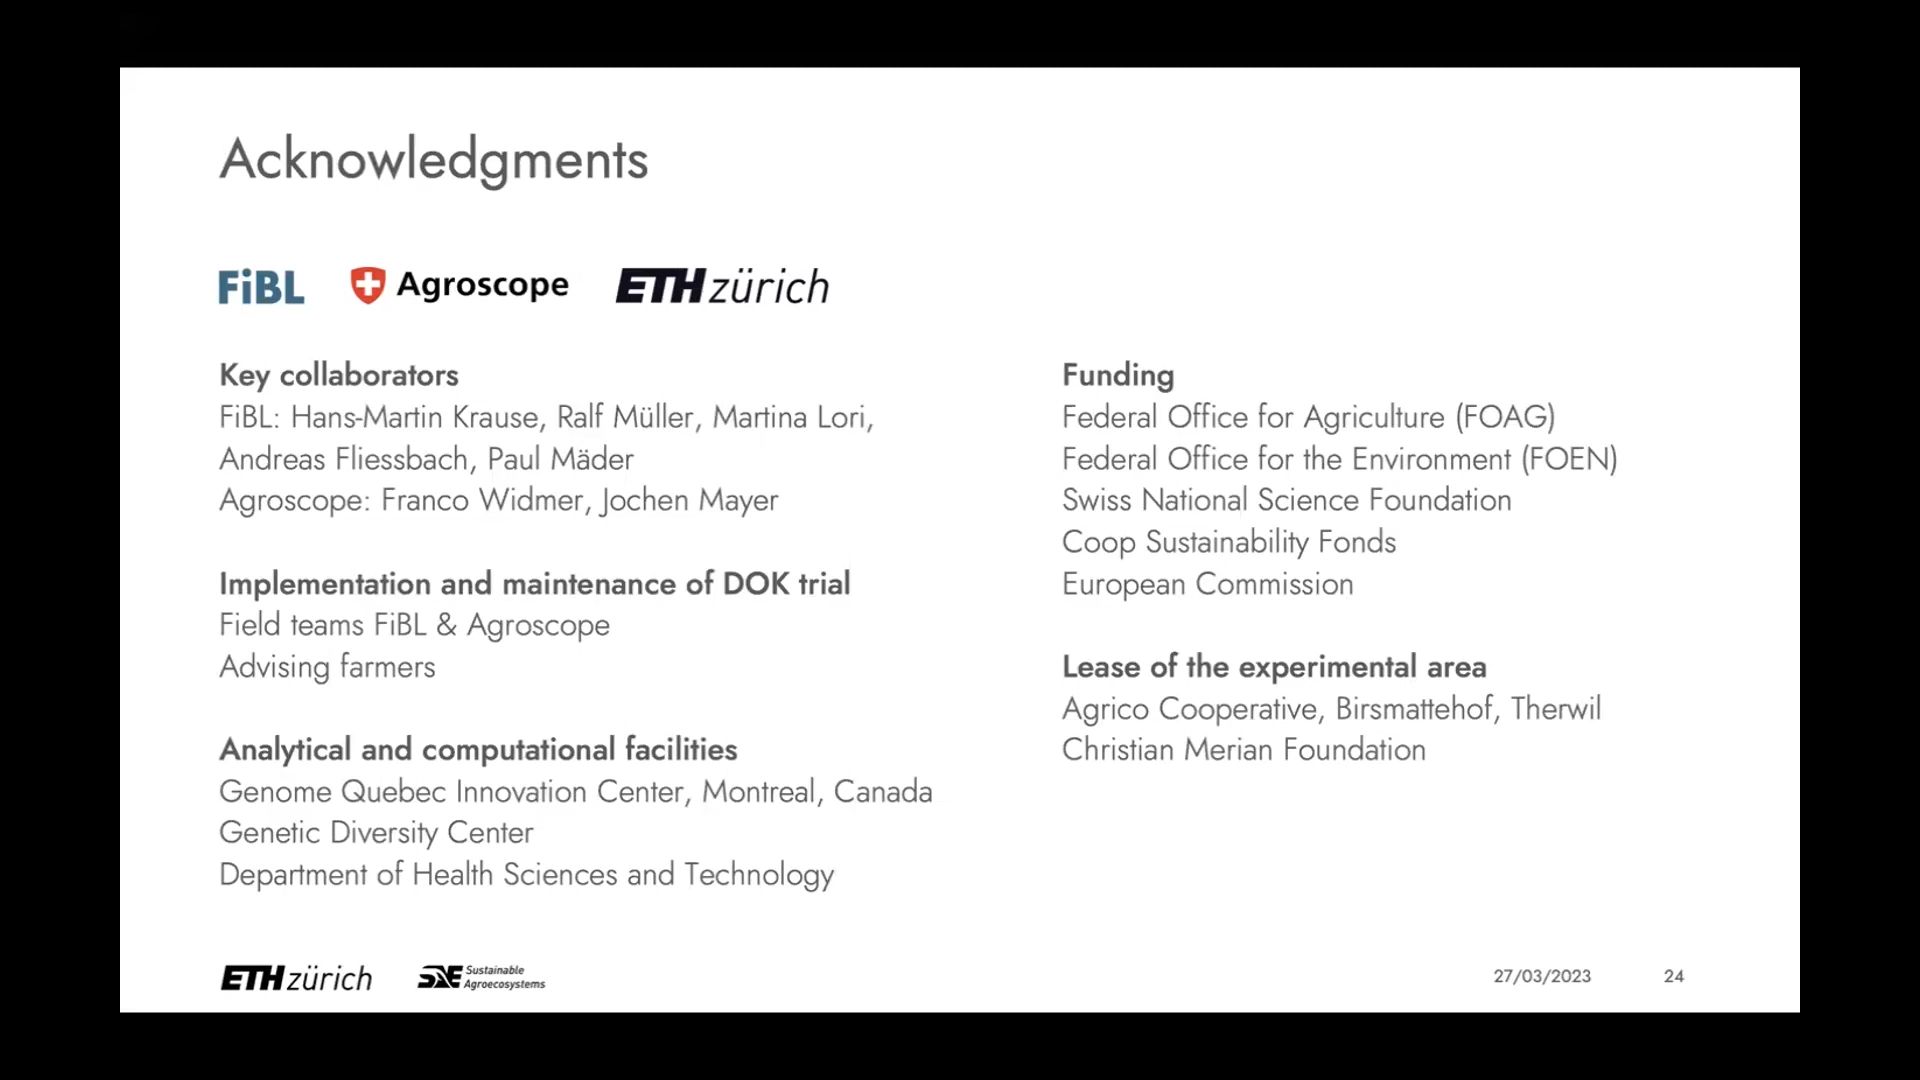 Acknowledgments
FiBL
Agroscope
ETH zürich
Key collaborators
FiBL: Hans-Martin Krause, Ralf Müller, Martina Lori,
Andreas Fliessbach, Paul Mäder
Agroscope: Franco Widmer, Jochen Mayer
Implementation and maintenance of DOK trial
Field teams FiBL & Agroscope
Advising farmers
Analytical and computational facilities
Genome Quebec Innovation Center, Montreal, Canada
Genetic Diversity Center
Department of Health Sciences and Technology
Funding
Federal Office for Agriculture (FOAG)
Federal Office for the Environment (FOEN)
Swiss National Science Foundation
Coop Sustainability Fonds
European Commission
Lease of the experimental area
Agrico Cooperative, Birsmattehof, Therwil
Christian Merian Foundation
ETH zürich
SAE Sustainable
Agroecosystems
27/03/2023
24